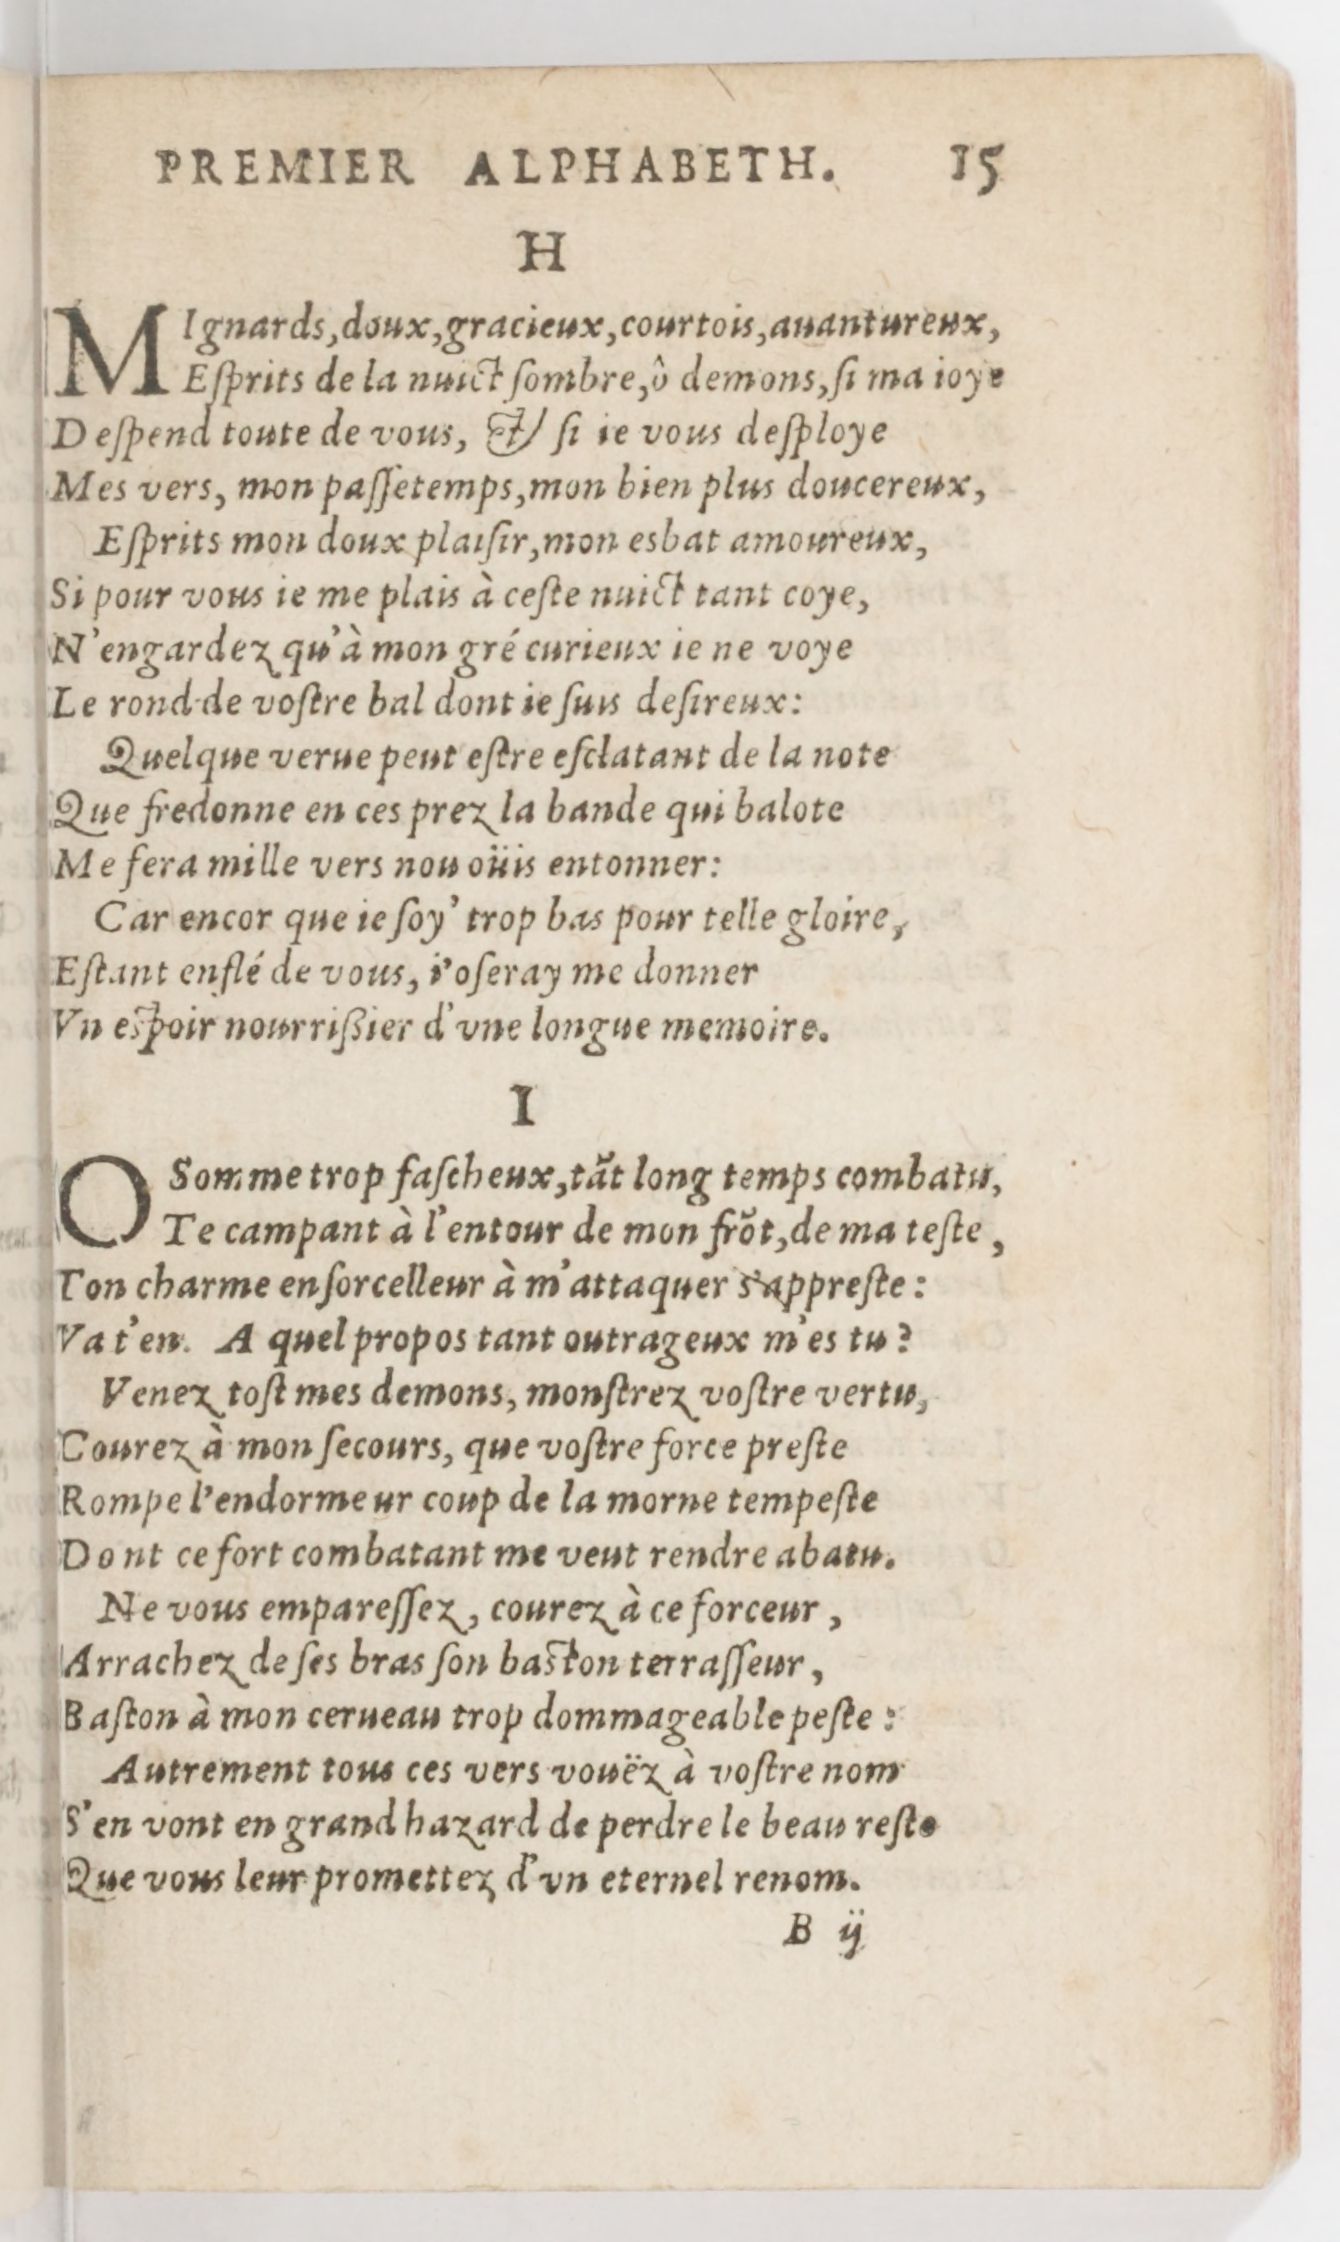 PREMIER ALPHABETH. 15
H
MIgnards, doux, gracieux, courtois, auantureux,
Eſprits de la nuict ſombre, ô demons, ſi ma ioye
Deſpend toute de vous, & ſi ie vous deſploye
Mes vers, mon paſſetemps, mon bien plus doucereux,
Eſprits mon doux plaiſir, mon esbat amoureux,
Si pour vous ie me plais à ceſte nuict tant coye,
N'engardez qu'à mon gré curieux ie ne voye
Le rond de voſtre bal dont ie ſuis deſireux:
Quelque verue peut eſtre eſclatant de la note
Que fredonne en ces prez la bande qui balote
Me fera mille vers nou oüis entonner:
Car encor que ie ſoy' trop bas pour telle gloire,
Eſtant enflé de vous, i'oſeray me donner
Vn eſpoir nourriſsier d'vne longue memoire.
I
O Somme trop faſcheux, tãt long temps combatu,
Te campant à l'entour de mon frõt, de ma teſte,
Ton charme enſorcelleur à m'attaquer s'appreſte:
Va t'en. A quel propos tant outrageux m'es tu?
Venez toſt mes demons, monſtrez voſtre vertu,
Courez à mon ſecours, que voſtre force preſte
Rompe l'endormeur coup de la morne tempeſte
Dont ce fort combatant me veut rendre abatu.
Ne vous empareſſez, courez à ce forceur,
Arrachez de ſes bras ſon baſton terraſſeur,
Baſton à mon cerueau trop dommageable peſte:
Autrement tous ces vers vouëz à voſtre nom
S'en vont en grand hazard de perdre le beau reſte
Que vous leur promettez d'vn eternel renom.
B ij